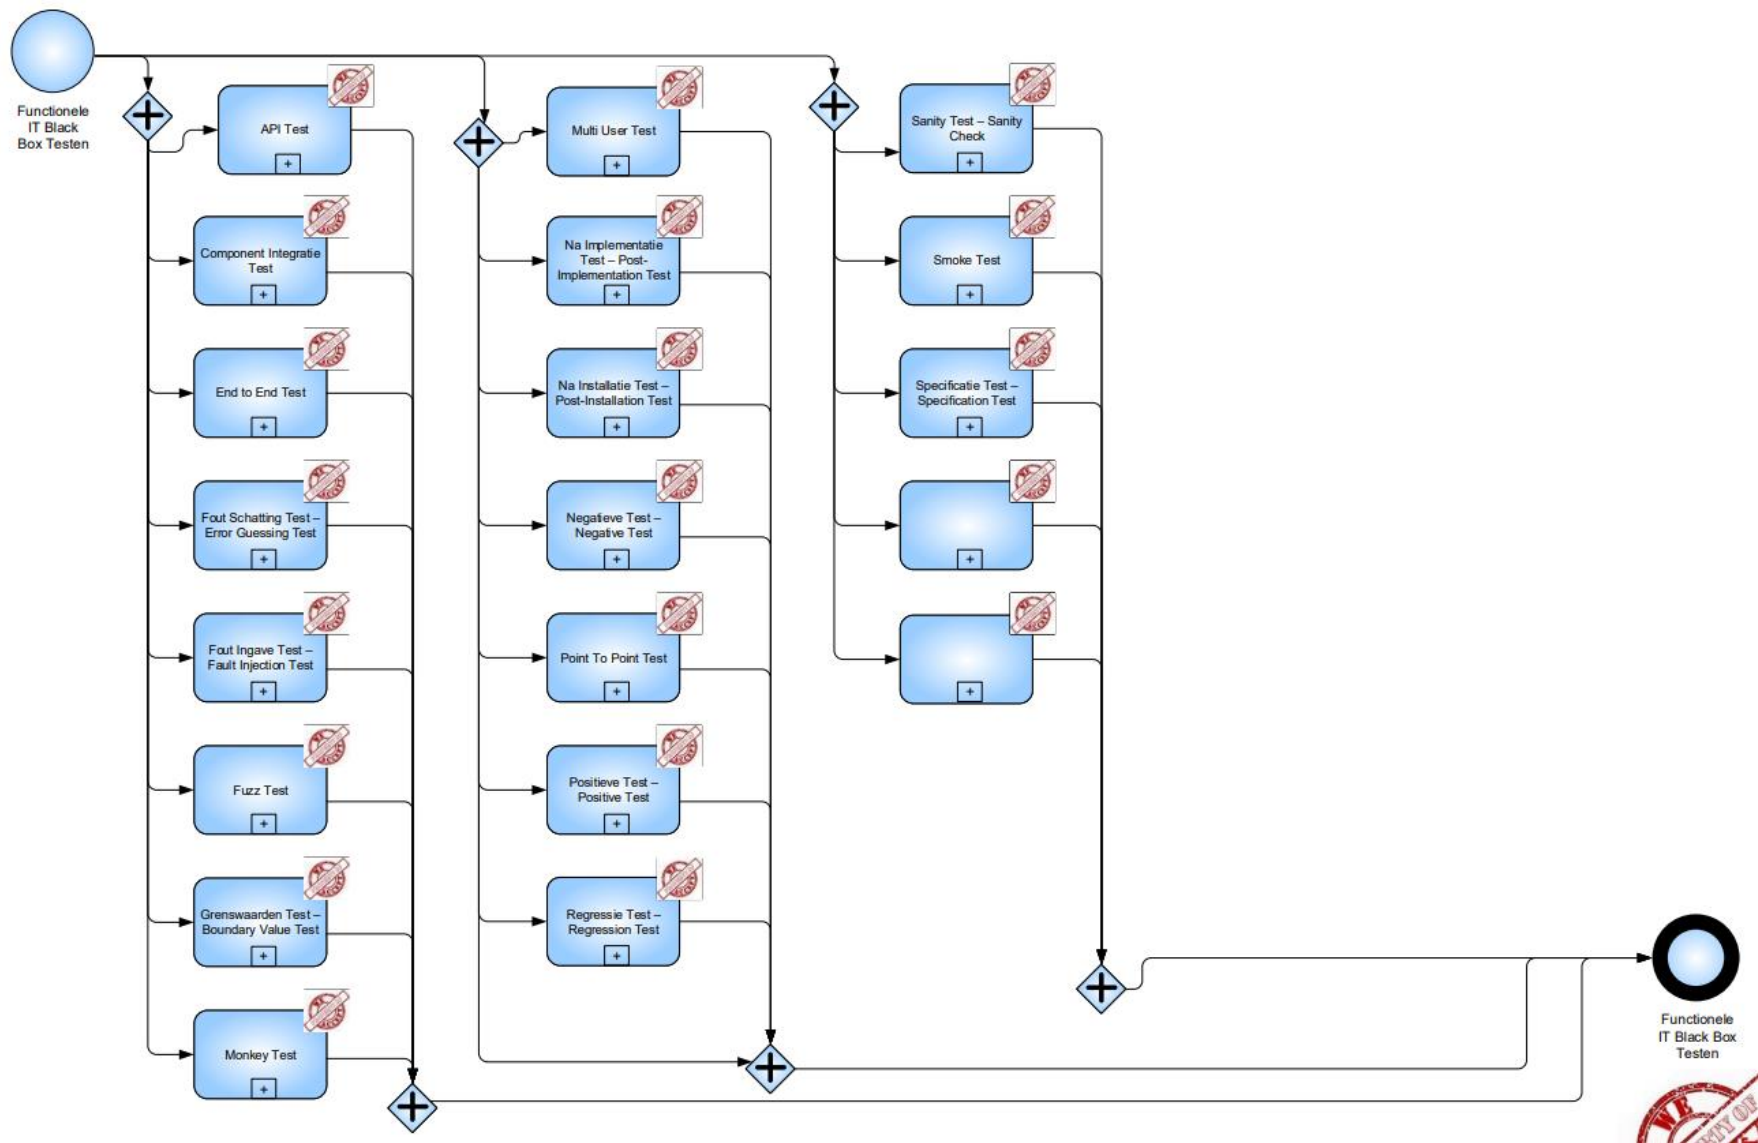 Functionele
IT Black
Box Testen
API Test
Component Integratie
Test
End to End Test
Fout Schatting Test –
Error Guessing Test
Fout Ingave Test –
Fault Injection Test
Fuzz Test
Grenswaarden Test –
Boundary Value Test
Monkey Test
Multi User Test
Na Implementatie
Test – Post-
Implementation Test
Na Installatie Test –
Post-Installation Test
Negatieve Test –
Negative Test
Point To Point Test
Positieve Test –
Positive Test
Regressie Test –
Regression Test
Sanity Test – Sanity
Check
Smoke Test
Specificatie Test –
Specification Test
Functionele
IT Black Box
Testen
WE